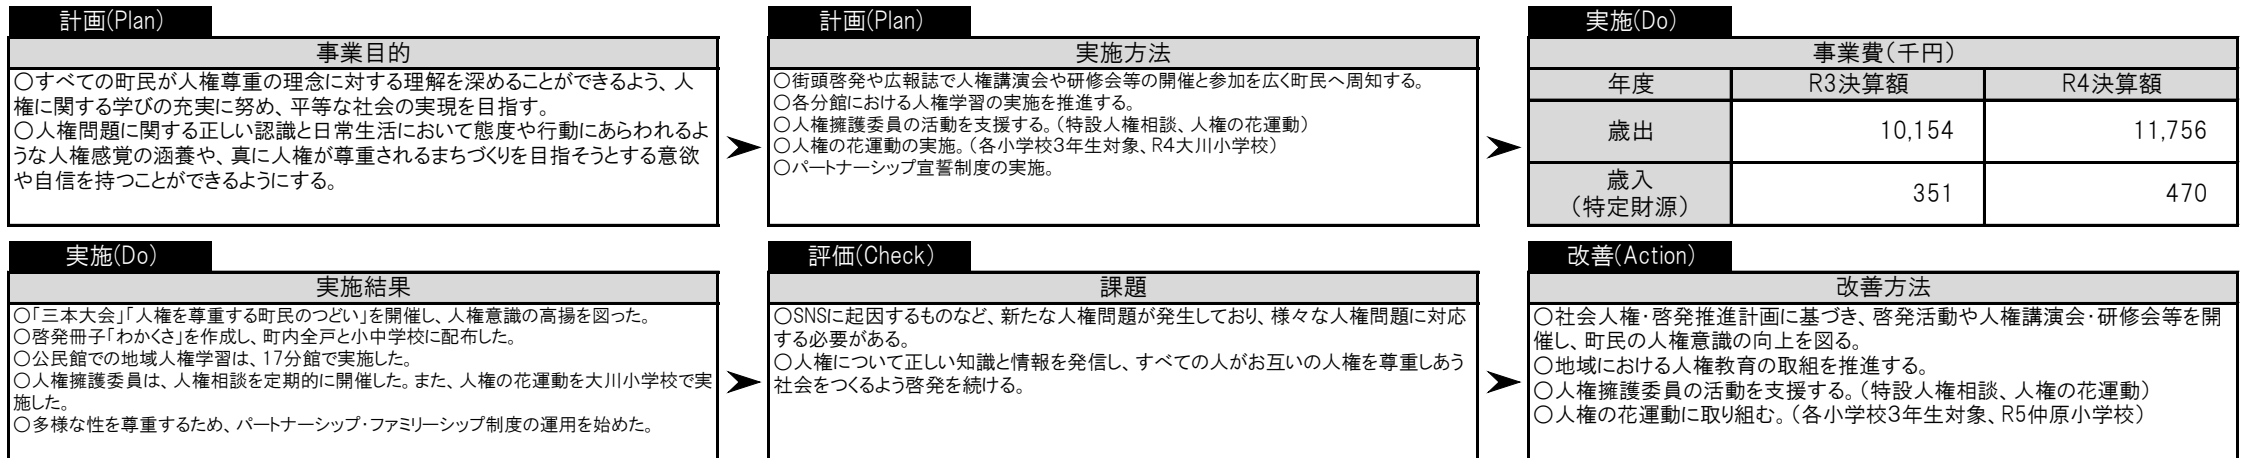 計画(Plan)
事業目的
○すべての町民が人権尊重の理念に対する理解を深めることができるよう、人
権に関する学びの充実に努め、平等な社会の実現を目指す。
○人権問題に関する正しい認識と日常生活において態度や行動にあらわれるよ
うな人権感覚の涵養や、真に人権が尊重されるまちづくりを目指そうとする意欲
や自信を持つことができるようにする。
計画(Plan)
実施方法
○街頭啓発や広報誌で人権講演会や研修会等の開催と参加を広く町民へ周知する。
○各分館における人権学習の実施を推進する。
○人権擁護委員の活動を支援する。（特設人権相談、人権の花運動）
○人権の花運動の実施。（各小学校3年生対象、R4大川小学校）
○パートナーシップ宣誓制度の実施。
実施(Do)
事業費（千円）
年度 R3決算額 R4決算額
歳出 10,154 11,756
歳入
（特定財源） 351 470
実施(Do)
実施結果
○「三本大会」「人権を尊重する町民のつどい」を開催し、人権意識の高揚を図った。
○啓発冊子「わかくさ」を作成し、町内全戸と小中学校に配布した。
○公民館での地域人権学習は、17分館で実施した。
○人権擁護委員は、人権相談を定期的に開催した。また、人権の花運動を大川小学校で実
施した。
○多様な性を尊重するため、パートナーシップ・ファミリーシップ制度の運用を始めた。
評価(Check)
課題
○SNSに起因するものなど、新たな人権問題が発生しており、様々な人権問題に対応
する必要がある。
○人権について正しい知識と情報を発信し、すべての人がお互いの人権を尊重しあう
社会をつくるよう啓発を続ける。
改善(Action)
改善方法
○社会人権・啓発推進計画に基づき、啓発活動や人権講演会・研修会等を開
催し、町民の人権意識の向上を図る。
○地域における人権教育の取組を推進する。
○人権擁護委員の活動を支援する。（特設人権相談、人権の花運動）
○人権の花運動に取り組む。（各小学校3年生対象、R5仲原小学校）